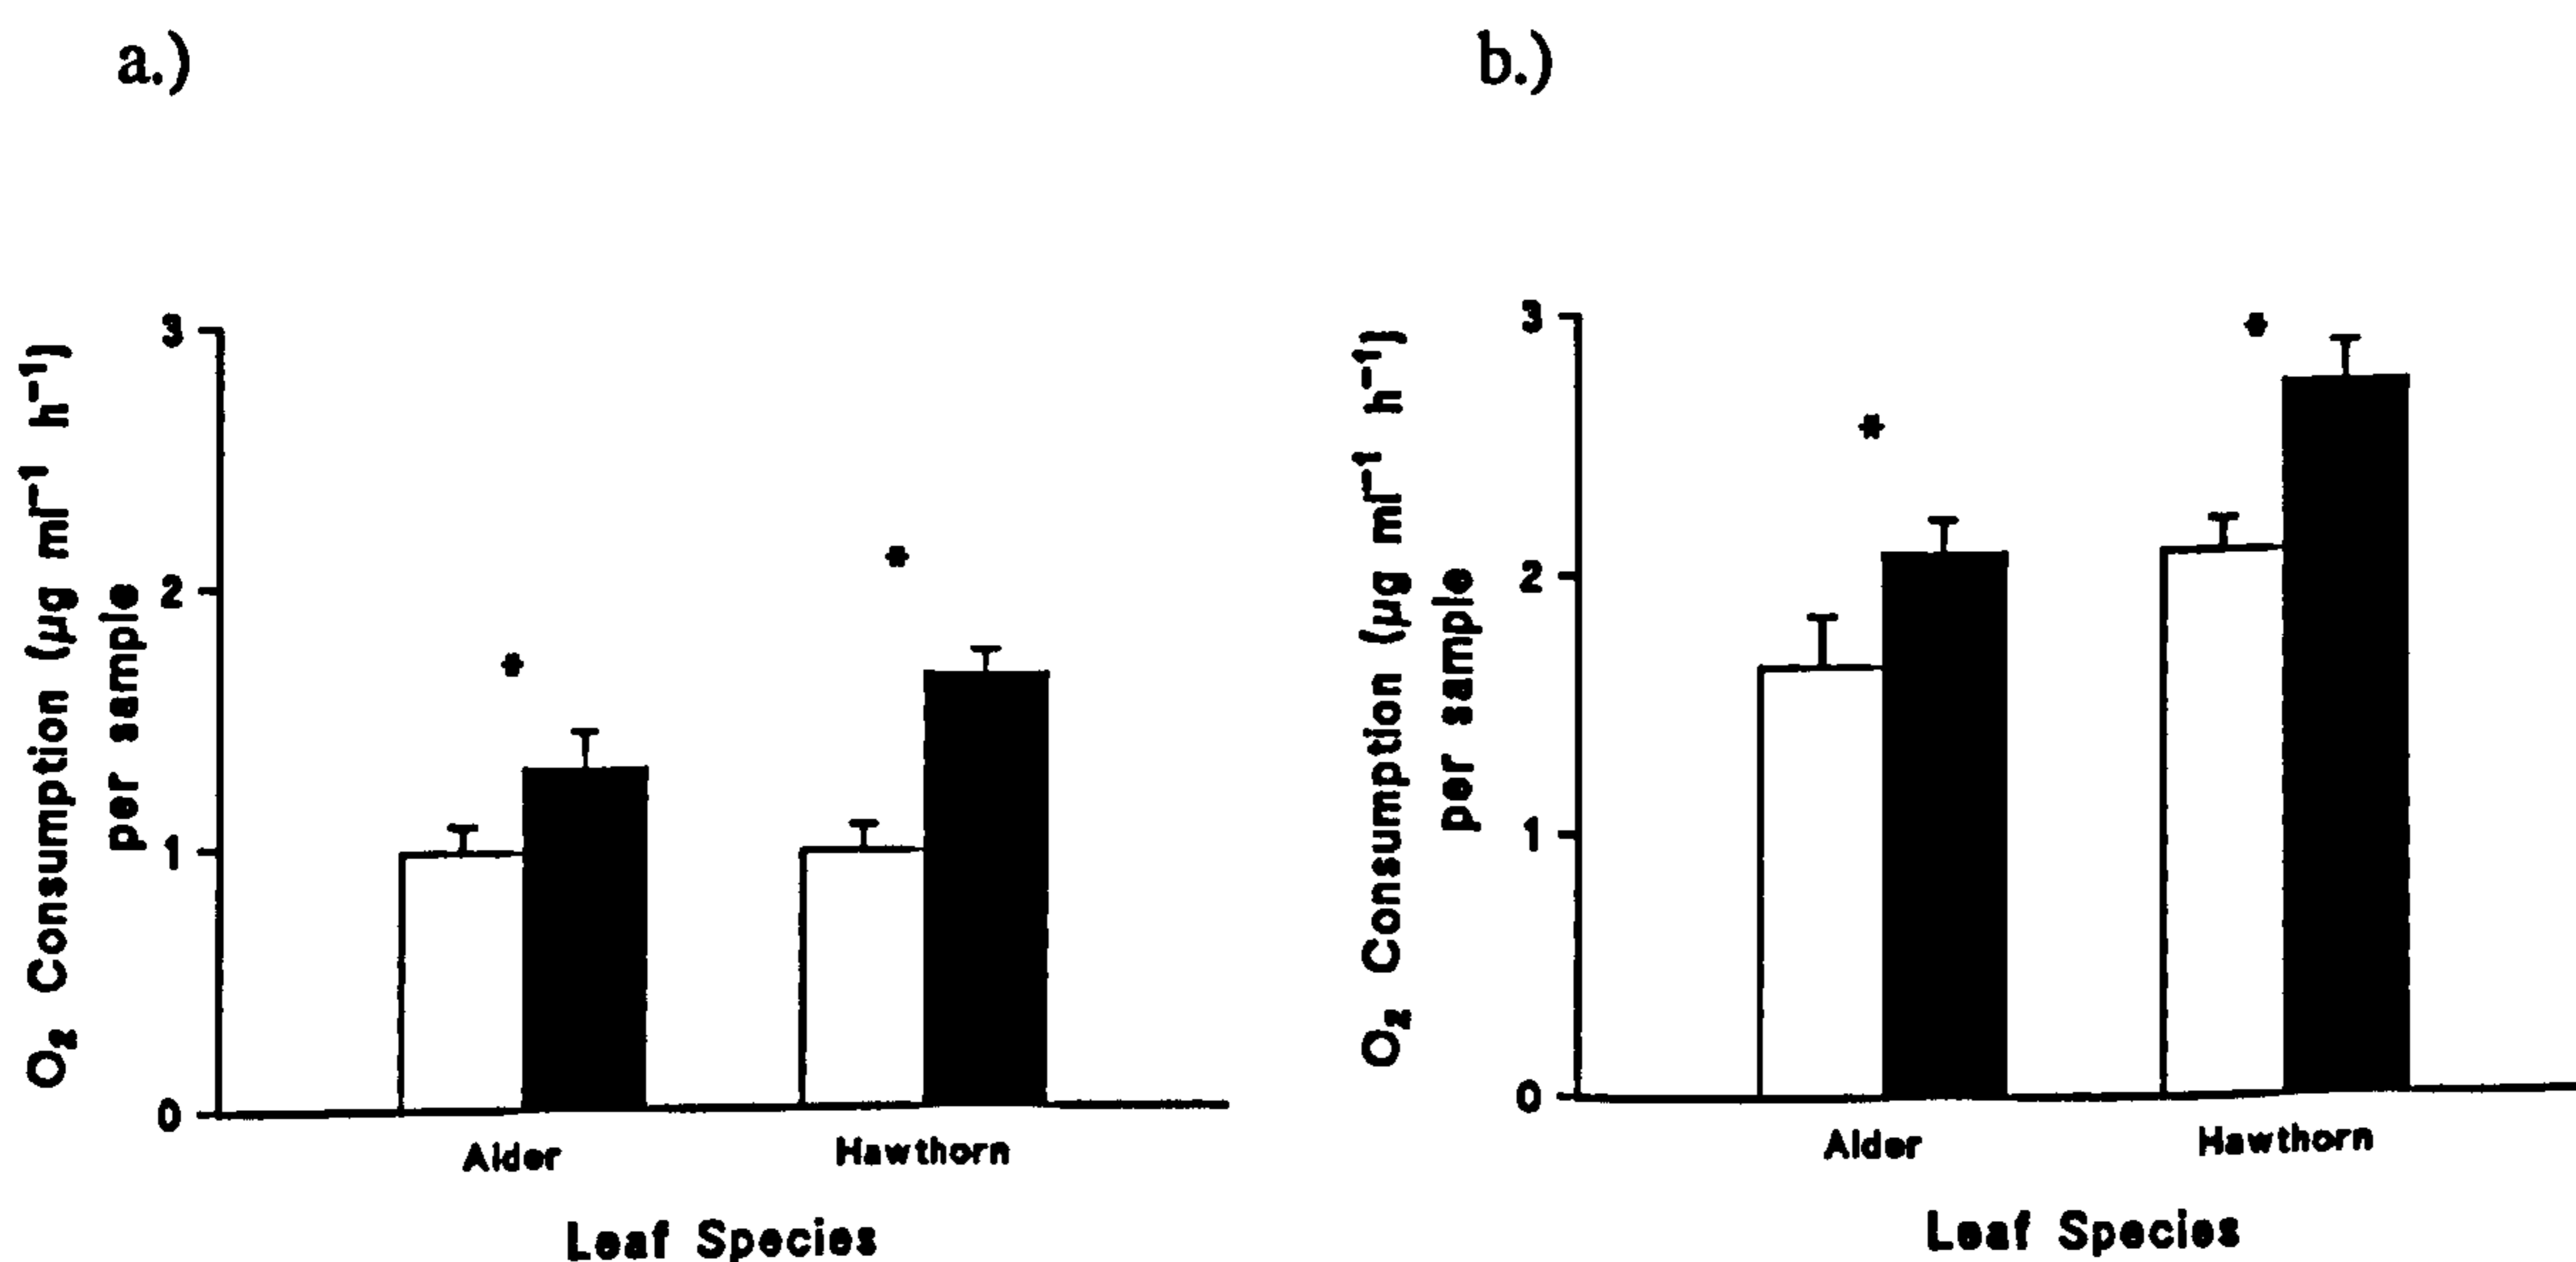 a.)
O₂ Consumption (µg ml⁻¹ h⁻¹)
per sample
3
2
1
0
*
*
Alder
Hawthorn
Leaf Species
b.)
O₂ Consumption (µg ml⁻¹ h⁻¹)
per sample
3
2
1
0
*
*
Alder
Hawthorn
Leaf Species